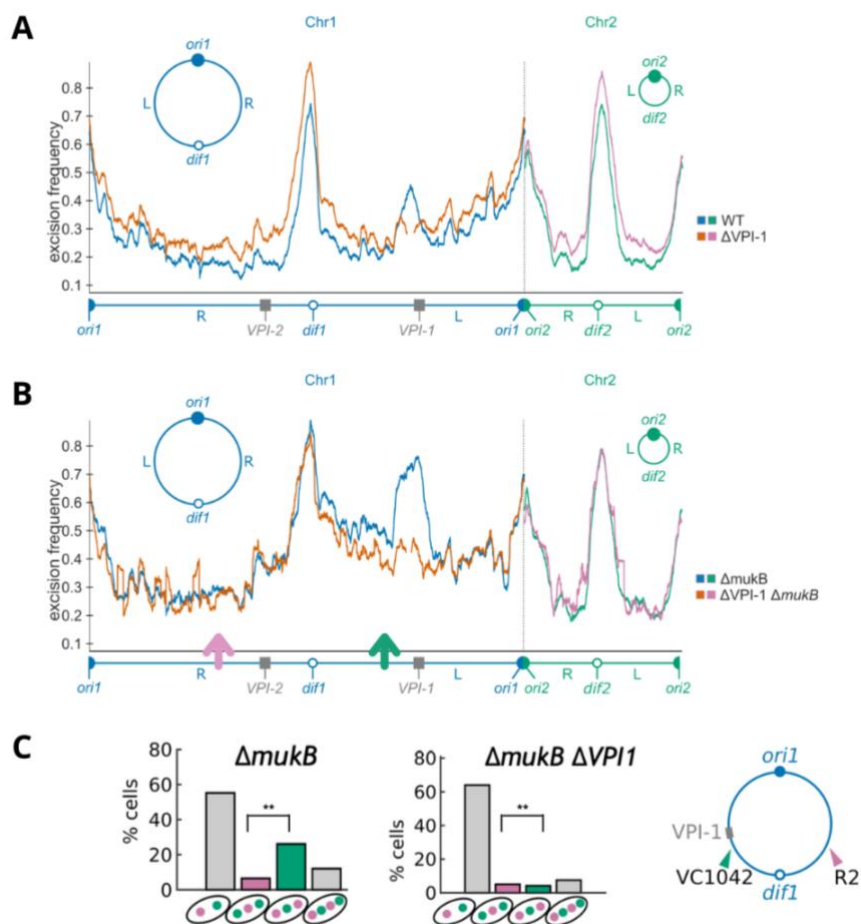 A
Chr1
Chr2
ori1
L
R
dif1
ori2
L
R
dif2
excision frequency
0.8
0.7
0.6
0.5
0.4
0.3
0.2
0.1
WT
ΔVPI-1
ori1
R
VPI-2
dif1
VPI-1
L
ori1
ori2
R
dif2
L
ori2
B
Chr1
Chr2
ori1
L
R
dif1
ori2
L
R
dif2
excision frequency
0.8
0.7
0.6
0.5
0.4
0.3
0.2
0.1
ΔmukB
ΔVPI-1 ΔmukB
ori1
R
VPI-2
dif1
VPI-1
L
ori1
ori2
R
dif2
L
ori2
C
ΔmukB
% cells
80
60
40
20
0
**
ΔmukB ΔVPI1
% cells
80
60
40
20
0
**
ori1
VPI-1
VC1042
dif1
R2